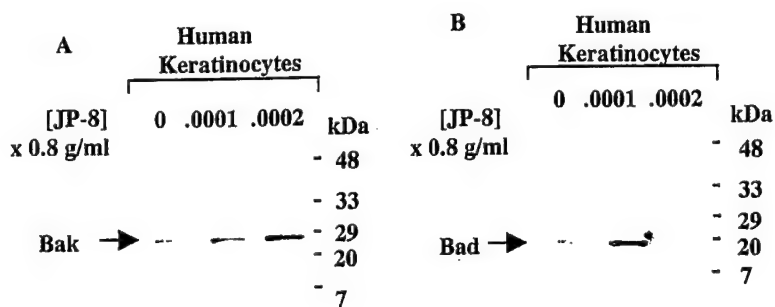 A
Human
Keratinocytes
[JP-8]
x 0.8 g/ml
0 .0001 .0002
kDa
- 48
- 33
- 29
- 20
- 7
Bak
B
Human
Keratinocytes
[JP-8]
x 0.8 g/ml
0 .0001 .0002
kDa
- 48
- 33
- 29
- 20
- 7
Bad